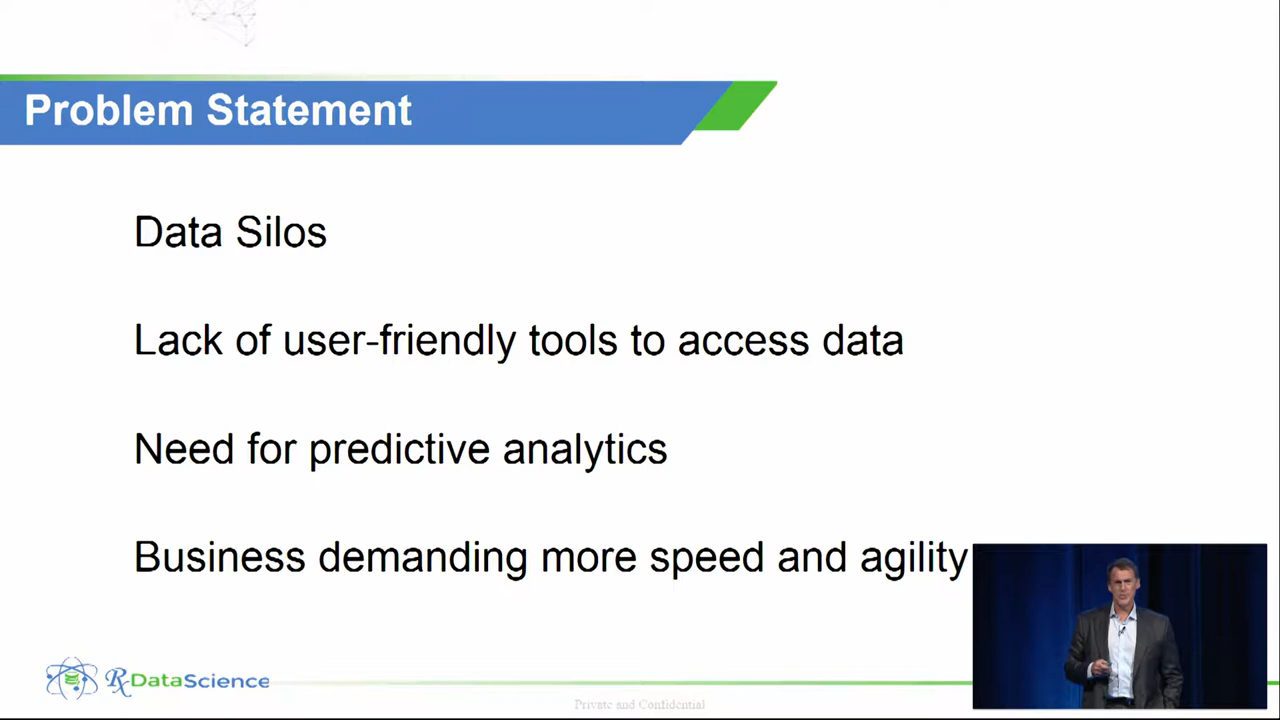 Problem Statement
Data Silos
Lack of user-friendly tools to access data
Need for predictive analytics
Business demanding more speed and agility
RxDataScience
Private and Confidential